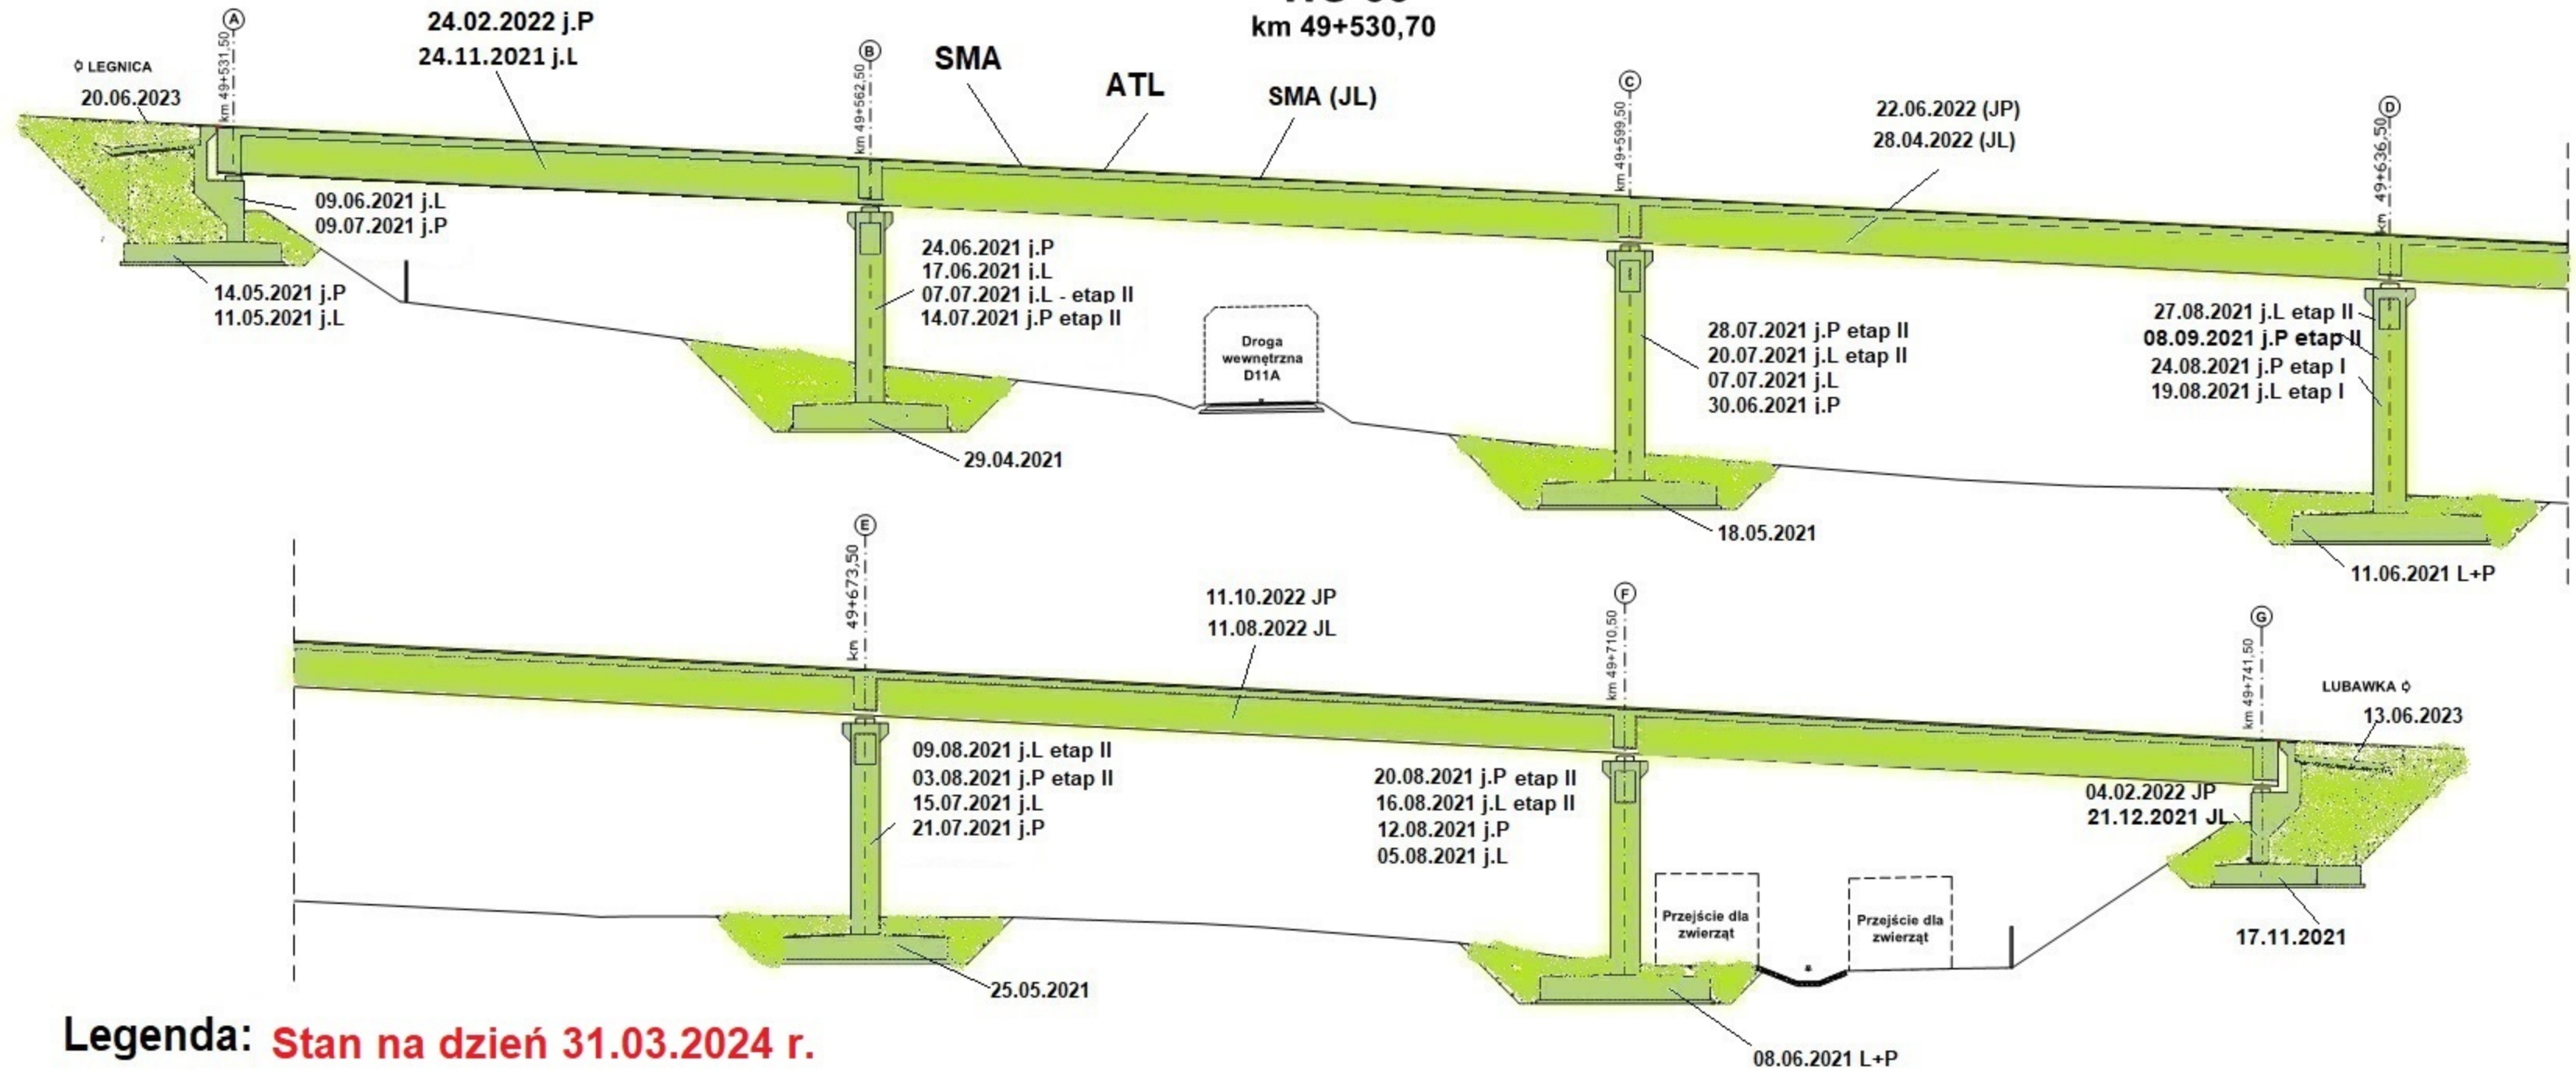 km 49+530,70
A
km 49+531,50
LEGNICA
20.06.2023
24.02.2022 j.P
24.11.2021 j.L
B
km 49+562,50
SMA
ATL
SMA (JL)
C
km 49+599,50
22.06.2022 (JP)
28.04.2022 (JL)
D
km 49+636,50
09.06.2021 j.L
09.07.2021 j.P
14.05.2021 j.P
11.05.2021 j.L
24.06.2021 j.P
17.06.2021 j.L
07.07.2021 j.L - etap II
14.07.2021 j.P etap II
29.04.2021
Droga
wewnętrzna
D11A
28.07.2021 j.P etap II
20.07.2021 j.L etap II
07.07.2021 j.L
30.06.2021 j.P
18.05.2021
27.08.2021 j.L etap II
08.09.2021 j.P etap II
24.08.2021 j.P etap I
19.08.2021 j.L etap I
11.06.2021 L+P
E
km 49+673,50
11.10.2022 JP
11.08.2022 JL
F
km 49+710,50
G
km 49+741,50
LUBAWKA
13.06.2023
09.08.2021 j.L etap II
03.08.2021 j.P etap II
15.07.2021 j.L
21.07.2021 j.P
25.05.2021
20.08.2021 j.P etap II
16.08.2021 j.L etap II
12.08.2021 j.P
05.08.2021 j.L
Przejście dla
zwierząt
Przejście dla
zwierząt
04.02.2022 JP
21.12.2021 JL
17.11.2021
08.06.2021 L+P
Legenda: Stan na dzień 31.03.2024 r.